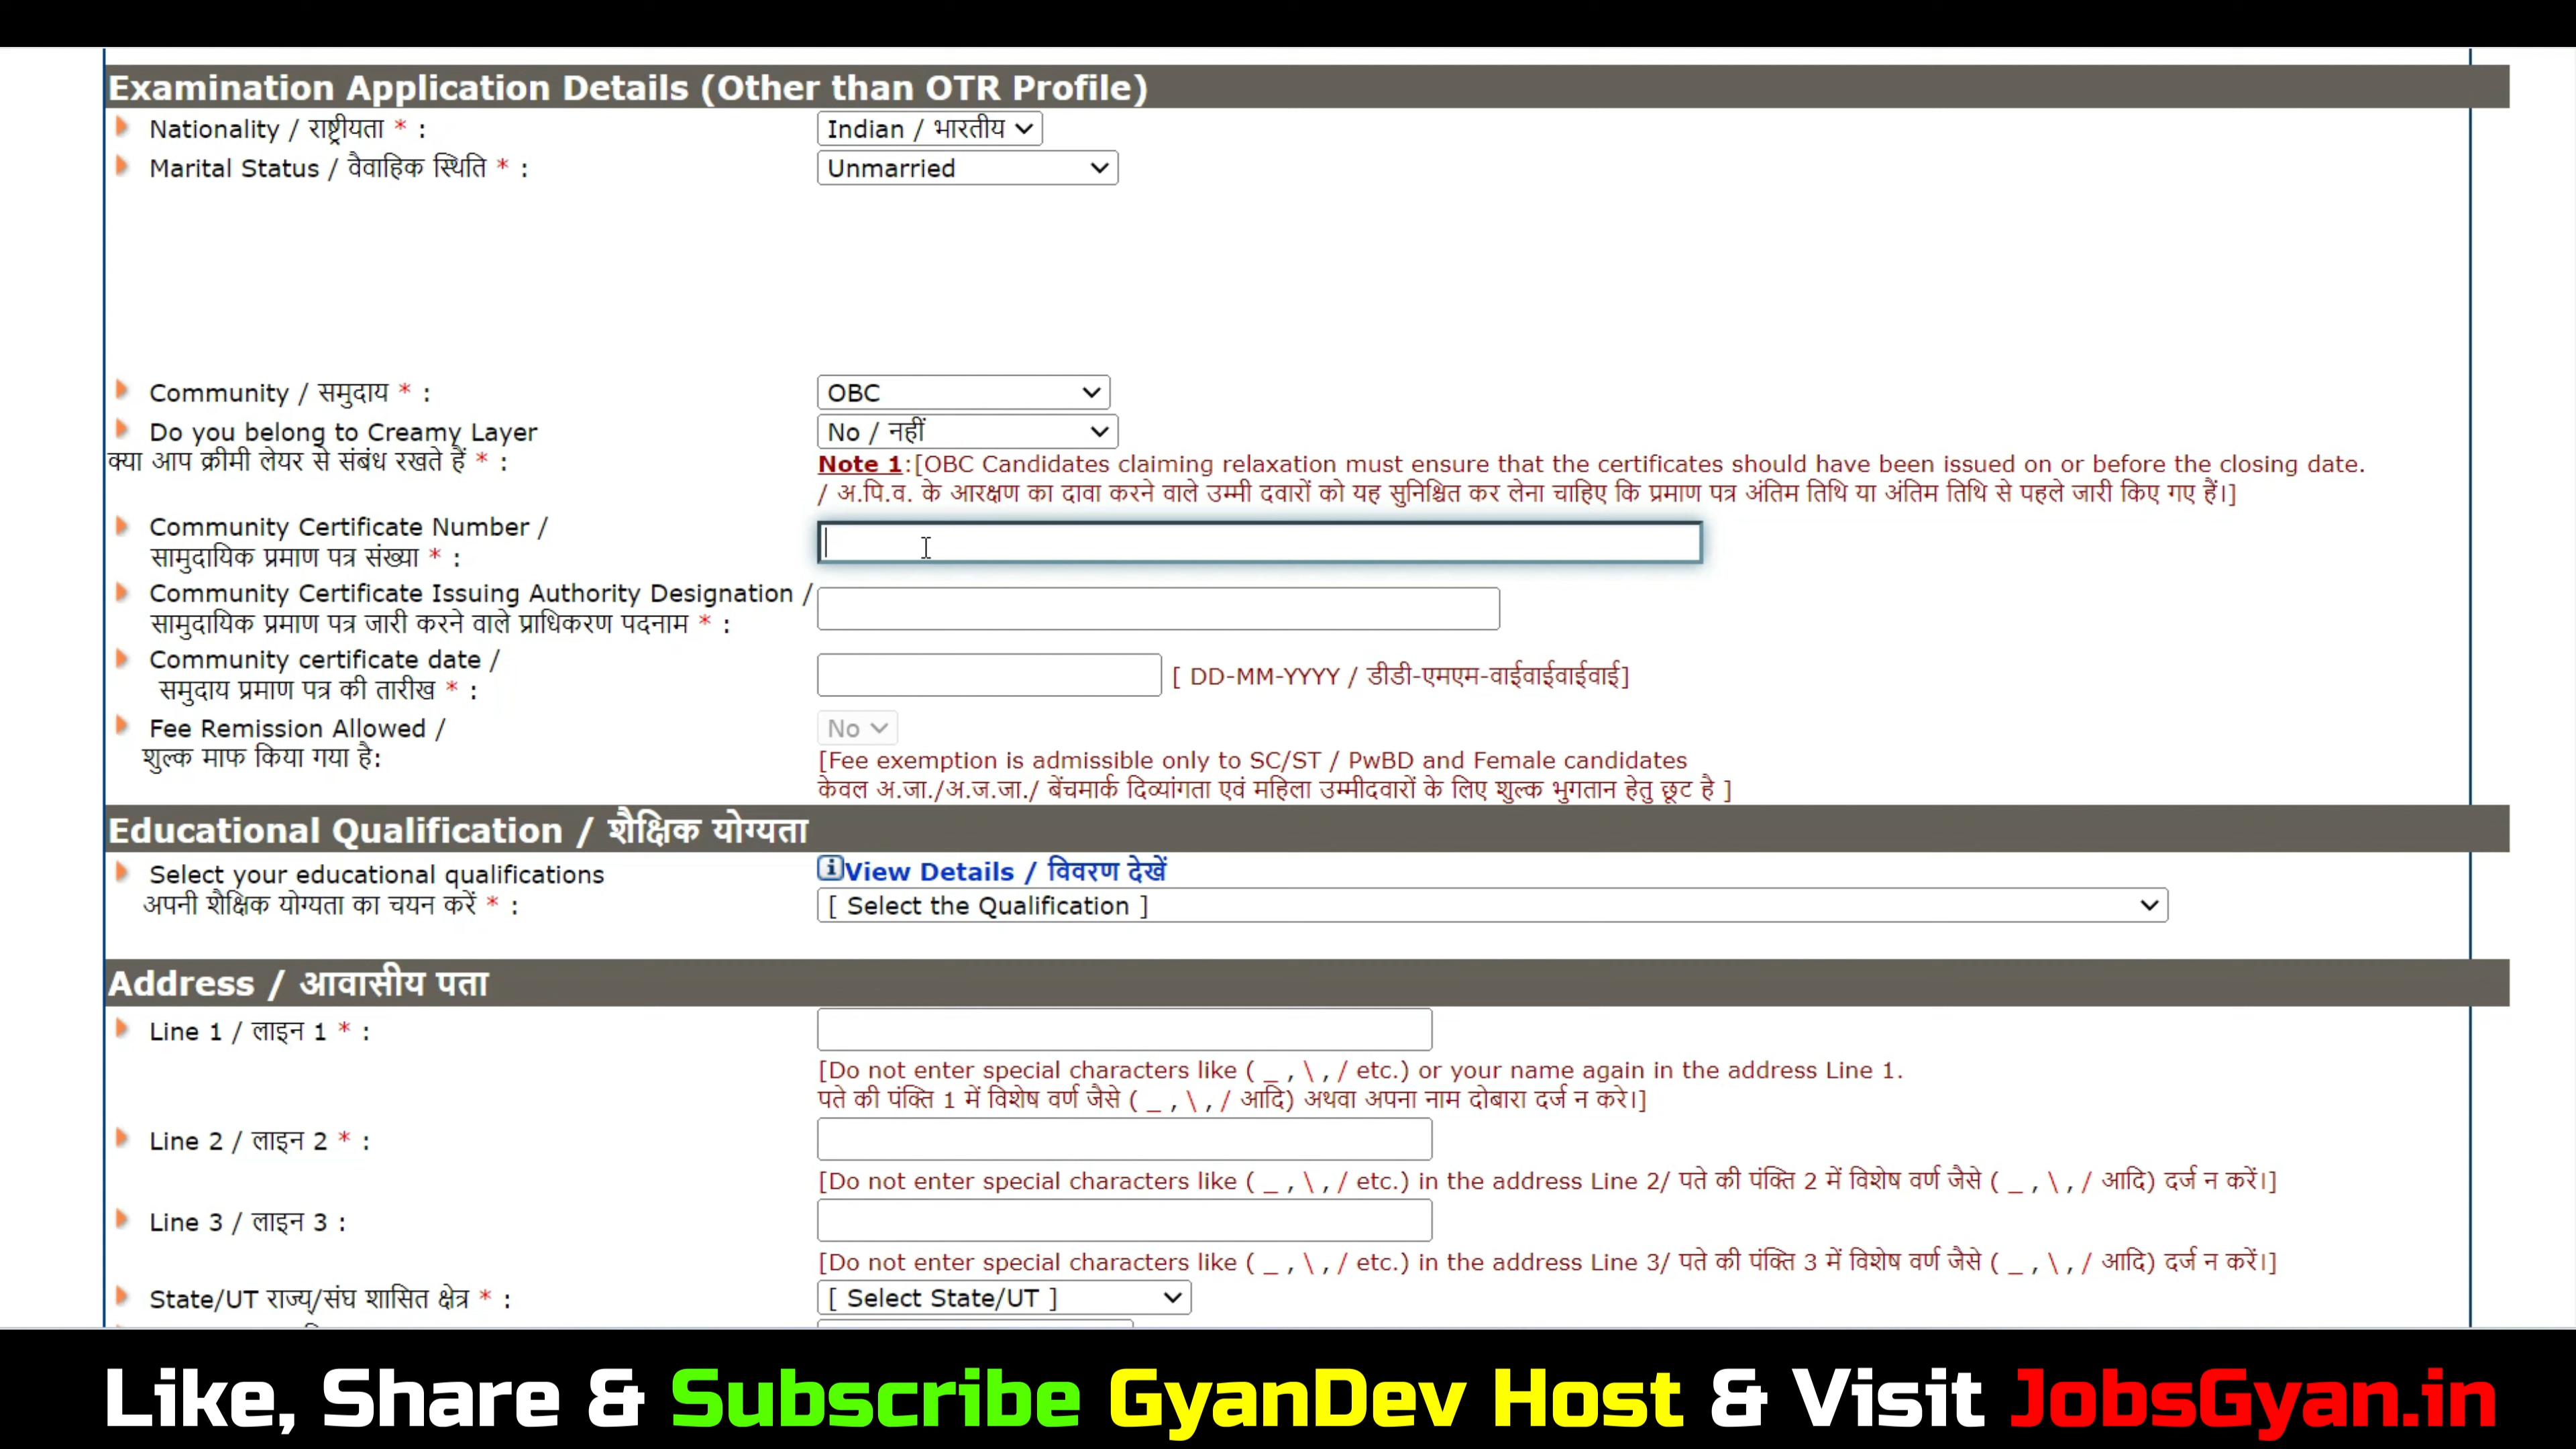 Examination Application Details (Other than OTR Profile)
Nationality / राष्ट्रीयता * : Indian / भारतीय
Marital Status / वैवाहिक स्थिति * : Unmarried
Community / समुदाय * : OBC
Do you belong to Creamy Layer No / नहीं
क्या आप क्रीमी लेयर से संबंध रखते हैं * :
Note 1:[OBC Candidates claiming relaxation must ensure that the certificates should have been issued on or before the closing date.
/ अ.पि.व. के आरक्षण का दावा करने वाले उम्मी दवारों को यह सुनिश्चित कर लेना चाहिए कि प्रमाण पत्र अंतिम तिथि या अंतिम तिथि से पहले जारी किए गए हैं।]
Community Certificate Number /
सामुदायिक प्रमाण पत्र संख्या * :
Community Certificate Issuing Authority Designation /
सामुदायिक प्रमाण पत्र जारी करने वाले प्राधिकरण पदनाम * :
Community certificate date /
समुदाय प्रमाण पत्र की तारीख * :
[ DD-MM-YYYY / डीडी-एमएम-वाईवाईवाईवाई]
Fee Remission Allowed / No
शुल्क माफ किया गया है:
[Fee exemption is admissible only to SC/ST / PwBD and Female candidates
केवल अ.जा./अ.ज.जा./ बेंचमार्क दिव्यांगता एवं महिला उम्मीदवारों के लिए शुल्क भुगतान हेतु छूट है ]
Educational Qualification / शैक्षिक योग्यता
Select your educational qualifications
अपनी शैक्षिक योग्यता का चयन करें * :
View Details / विवरण देखें
[ Select the Qualification ]
Address / आवासीय पता
Line 1 / लाइन 1 * :
[Do not enter special characters like ( _ , \ , / etc.) or your name again in the address Line 1.
पते की पंक्ति 1 में विशेष वर्ण जैसे ( _ , \ , / आदि) अथवा अपना नाम दोबारा दर्ज न करे।]
Line 2 / लाइन 2 * :
[Do not enter special characters like ( _ , \ , / etc.) in the address Line 2/ पते की पंक्ति 2 में विशेष वर्ण जैसे ( _ , \ , / आदि) दर्ज न करें।]
Line 3 / लाइन 3 :
[Do not enter special characters like ( _ , \ , / etc.) in the address Line 3/ पते की पंक्ति 3 में विशेष वर्ण जैसे ( _ , \ , / आदि) दर्ज न करें।]
State/UT राज्य/संघ शासित क्षेत्र * : [ Select State/UT ]
Like, Share & Subscribe GyanDev Host & Visit JobsGyan.in